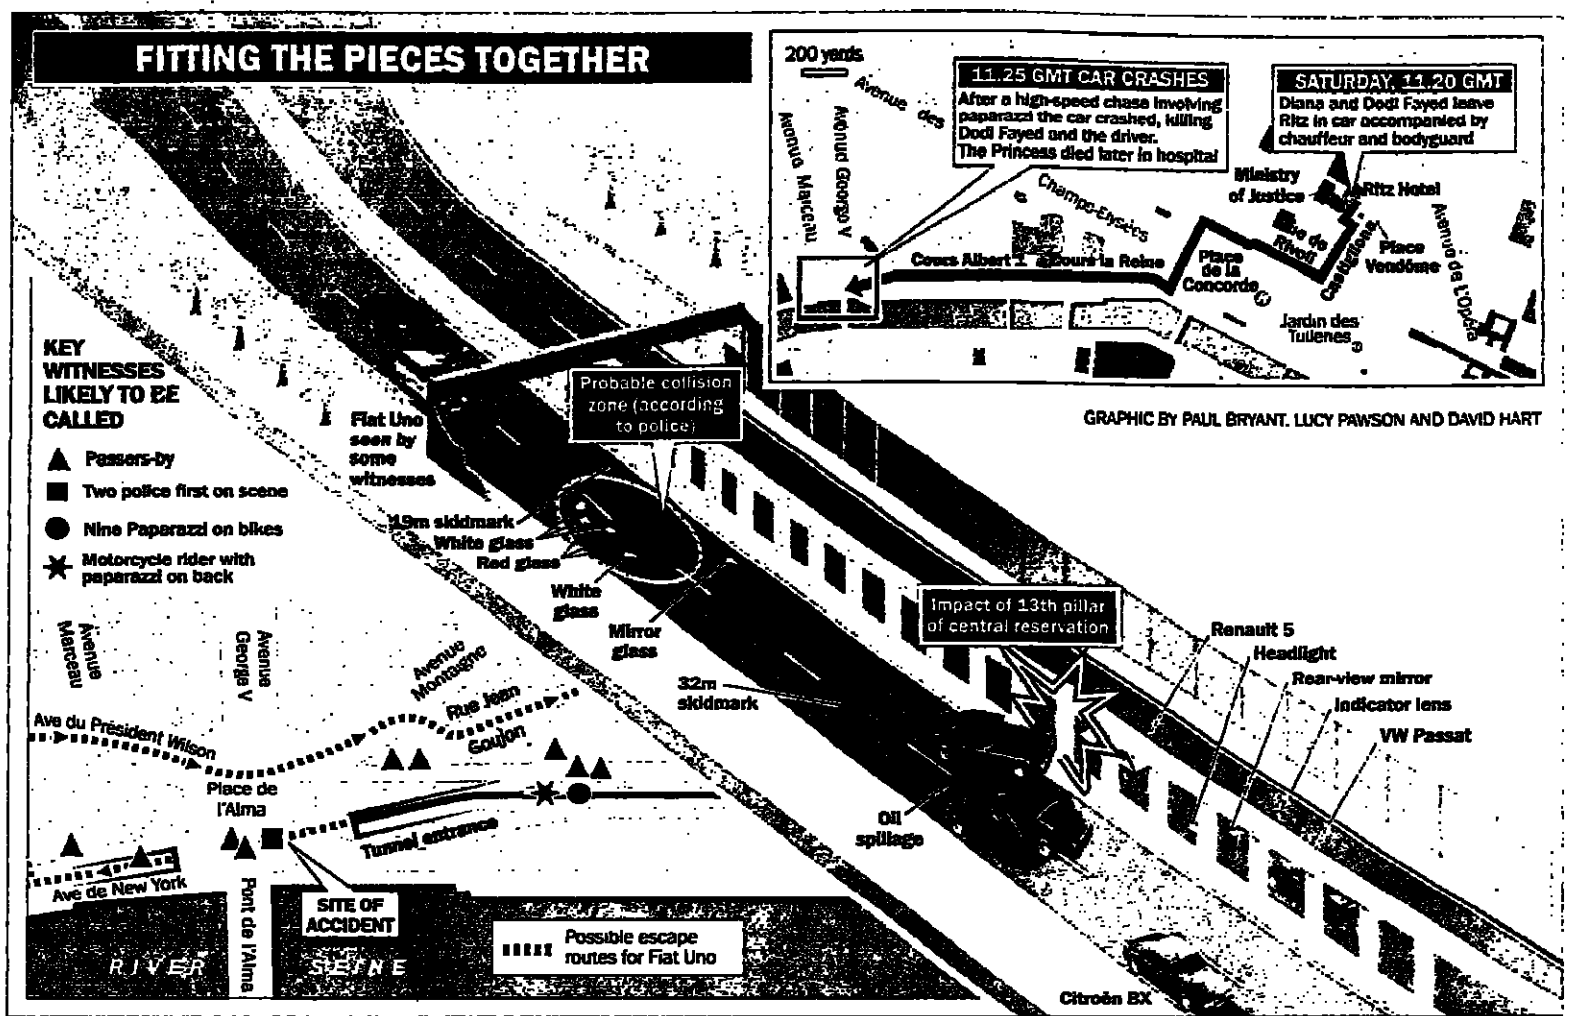 FITTING THE PIECES TOGETHER
200 yards
11.25 GMT CAR CRASHES
After a high-speed chase involving
paparazzi the car crashed, killing
Dodi Fayed and the driver.
The Princess died later in hospital
SATURDAY, 11.20 GMT
Diana and Dodi Fayed leave
Ritz in car accompanied by
chauffeur and bodyguard
Avenue des
Champs-Elysées
Avenue Marceau
Avenue George V
Ministry
of Justice
Ritz Hotel
Rue de
Rivoli
Castiglione
Place
Vendôme
Avenue de L'Opéra
Cours Albert 1
Cours la Reine
Place
de la
Concorde
Jardin des
Tuileries
GRAPHIC BY PAUL BRYANT, LUCY PAWSON AND DAVID HART
KEY
WITNESSES
LIKELY TO BE
CALLED
Passers-by
Two police first on scene
Nine Paparazzi on bikes
Motorcycle rider with
paparazzi on back
Fiat Uno
seen by
some
witnesses
Probable collision
zone (according
to police)
19m skidmark
White glass
Red glass
White
glass
Mirror
glass
32m
skidmark
Impact of 13th pillar
of central reservation
Renault 5
Headlight
Rear-view mirror
Indicator lens
VW Passat
Oil
spillage
Citroën BX
Avenue
Marceau
Avenue
George V
Avenue
Montagne
Rue Jean
Goujon
Ave du Président Wilson
Place de
l'Alma
Tunnel entrance
Ave de New York
Pont de l'Alma
SITE OF
ACCIDENT
RIVER SEINE
Possible escape
routes for Fiat Uno